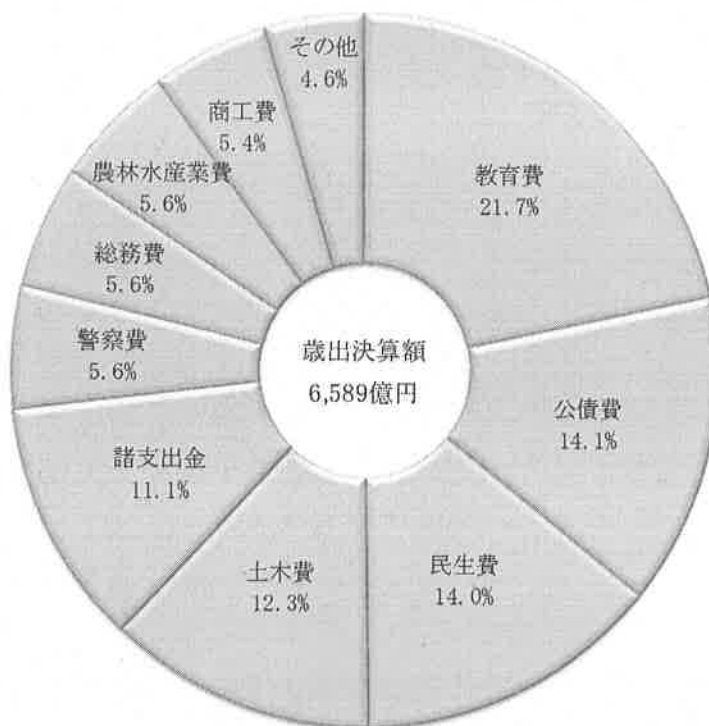 歳出決算額
6,589億円
教育費
21.7%
公債費
14.1%
民生費
14.0%
土木費
12.3%
諸支出金
11.1%
警察費
5.6%
総務費
5.6%
農林水産業費
5.6%
商工費
5.4%
その他
4.6%